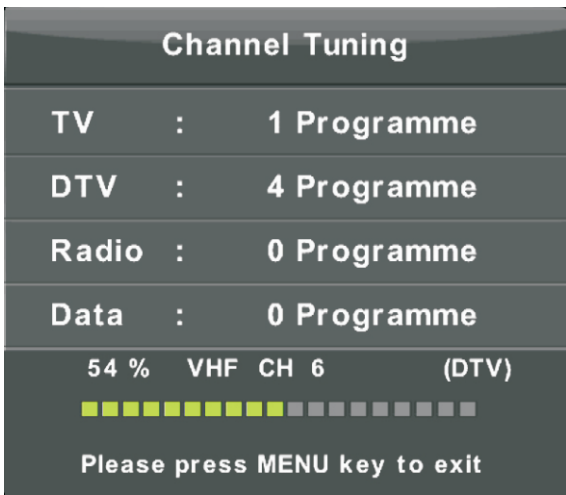 Channel Tuning
TV : 1 Programme
DTV : 4 Programme
Radio : 0 Programme
Data : 0 Programme
54 % VHF CH 6 (DTV)
Please press MENU key to exit